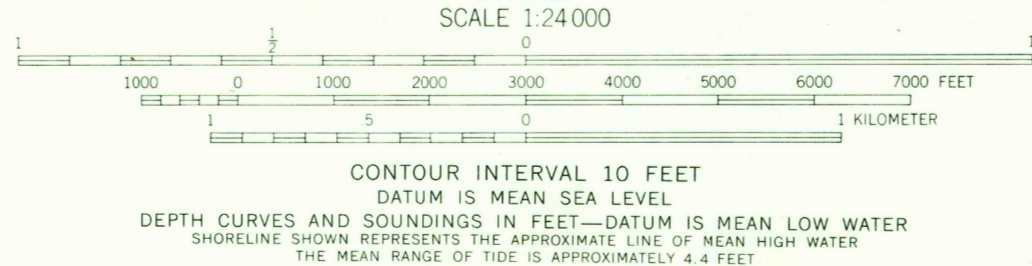 SCALE 1:24 000
1 ½ 0 1
1000 0 1000 2000 3000 4000 5000 6000 7000 FEET
1 .5 0 1 KILOMETER
CONTOUR INTERVAL 10 FEET
DATUM IS MEAN SEA LEVEL
DEPTH CURVES AND SOUNDINGS IN FEET—DATUM IS MEAN LOW WATER
SHORELINE SHOWN REPRESENTS THE APPROXIMATE LINE OF MEAN HIGH WATER
THE MEAN RANGE OF TIDE IS APPROXIMATELY 4.4 FEET